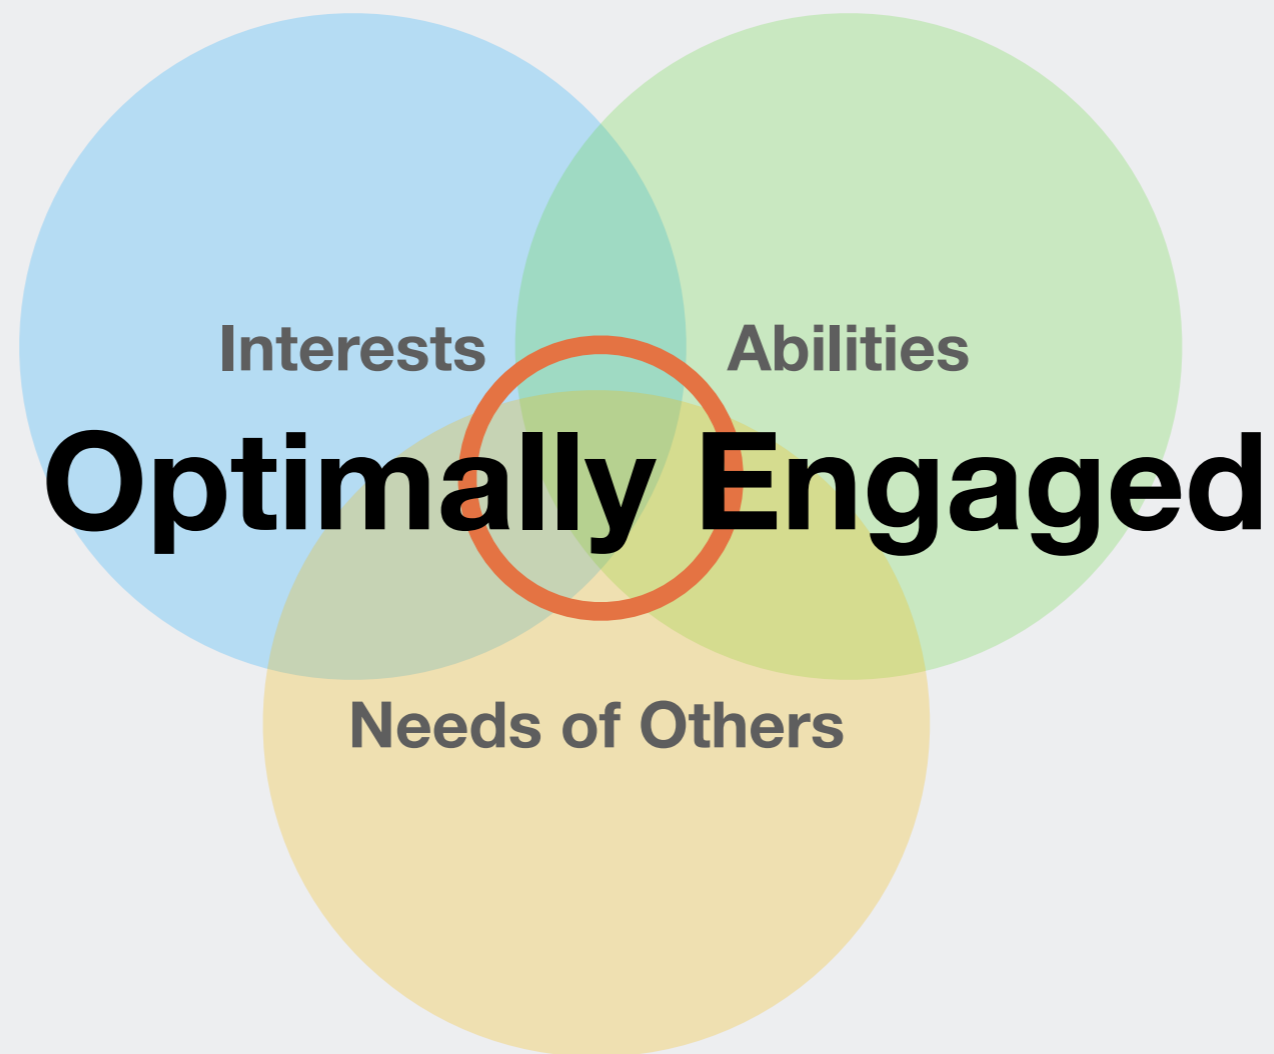 Interests
Abilities
Optimally Engaged
Needs of Others